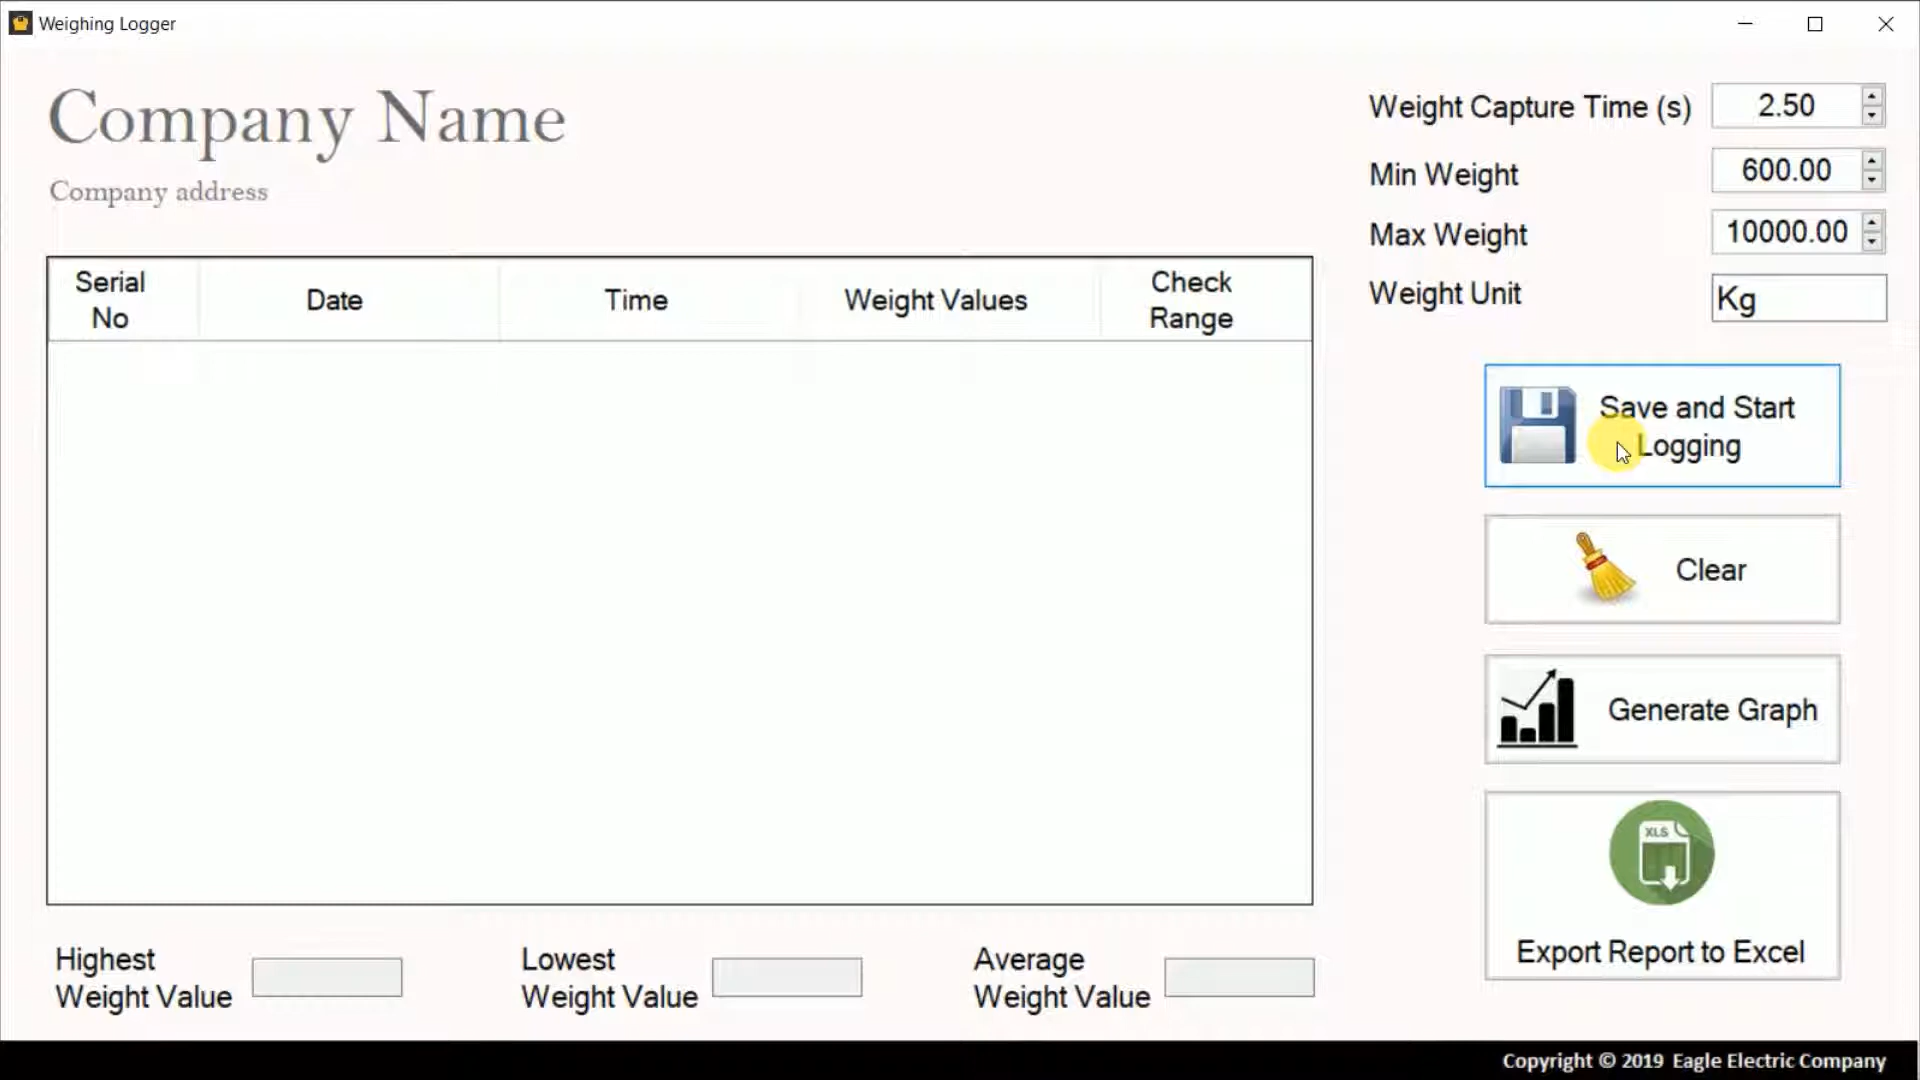 Weighing Logger
Company Name
Company address
Weight Capture Time (s)
2.50
Min Weight
600.00
Max Weight
10000.00
Weight Unit
Kg
Serial
No
Date
Time
Weight Values
Check
Range
Save and Start
Logging
Clear
Generate Graph
XLS
Export Report to Excel
Highest
Weight Value
Lowest
Weight Value
Average
Weight Value
Copyright © 2019 Eagle Electric Company